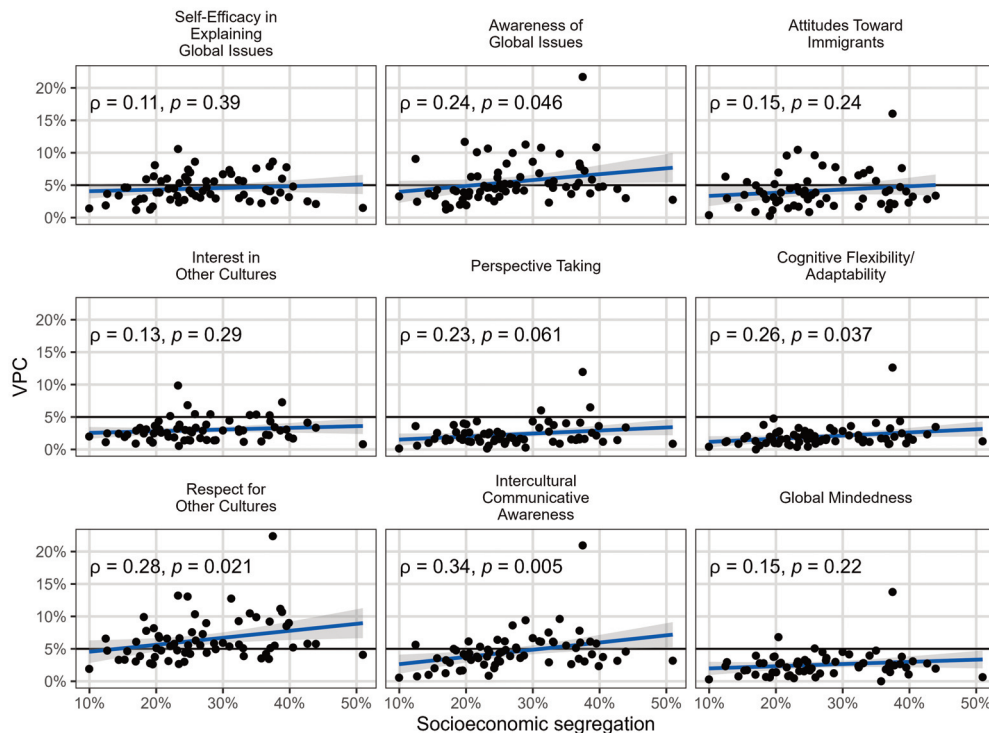 Self-Efficacy in
Explaining
Global Issues
Awareness of
Global Issues
Attitudes Toward
Immigrants
20%
15%
10%
5%
0%
ρ = 0.11, p = 0.39
ρ = 0.24, p = 0.046
ρ = 0.15, p = 0.24
Interest in
Other Cultures
Perspective Taking
Cognitive Flexibility/
Adaptability
VPC
20%
15%
10%
5%
0%
ρ = 0.13, p = 0.29
ρ = 0.23, p = 0.061
ρ = 0.26, p = 0.037
Respect for
Other Cultures
Intercultural
Communicative
Awareness
Global Mindedness
20%
15%
10%
5%
0%
ρ = 0.28, p = 0.021
ρ = 0.34, p = 0.005
ρ = 0.15, p = 0.22
10% 20% 30% 40% 50% 10% 20% 30% 40% 50% 10% 20% 30% 40% 50%
Socioeconomic segregation